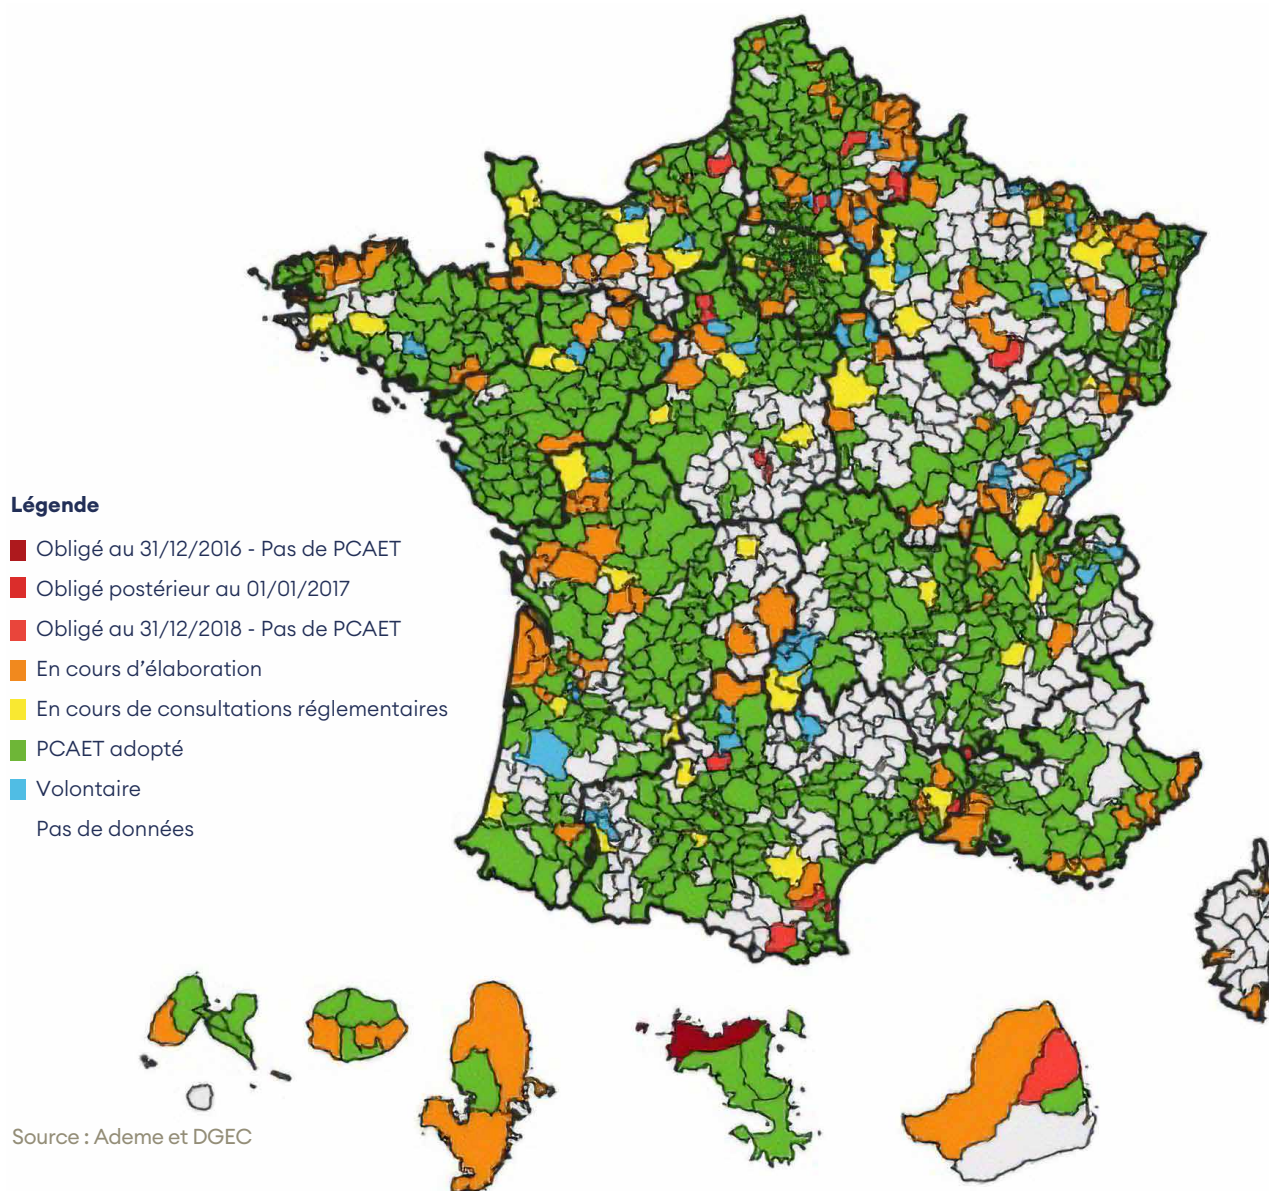 Légende
Obligé au 31/12/2016 - Pas de PCAET
Obligé postérieur au 01/01/2017
Obligé au 31/12/2018 - Pas de PCAET
En cours d’élaboration
En cours de consultations réglementaires
PCAET adopté
Volontaire
Pas de données
Source : Ademe et DGEC